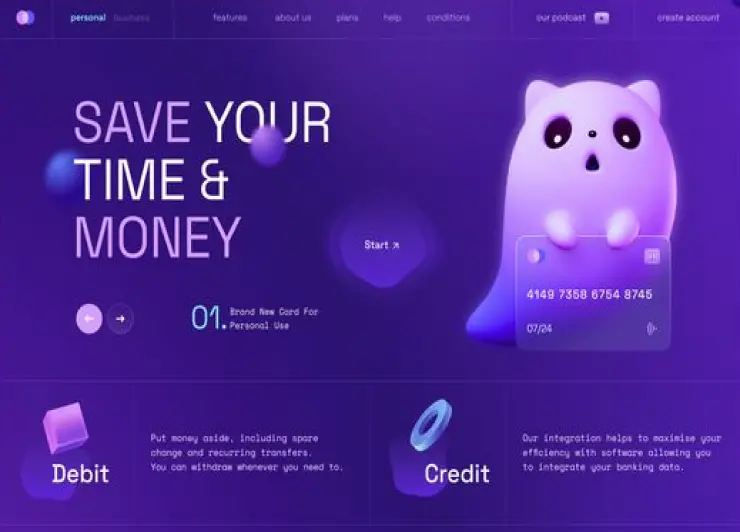 personal business features about us plans help conditions our podcast create account
SAVE YOUR
TIME &
MONEY
Start ↗
4149 7358 6754 8745
07/24
01. Brand New Card For
Personal Use
Debit
Put money aside, including spare
change and recurring transfers.
You can withdraw whenever you need to.
Credit
Our integration helps to maximise your
efficiency with software allowing you
to integrate your banking data.